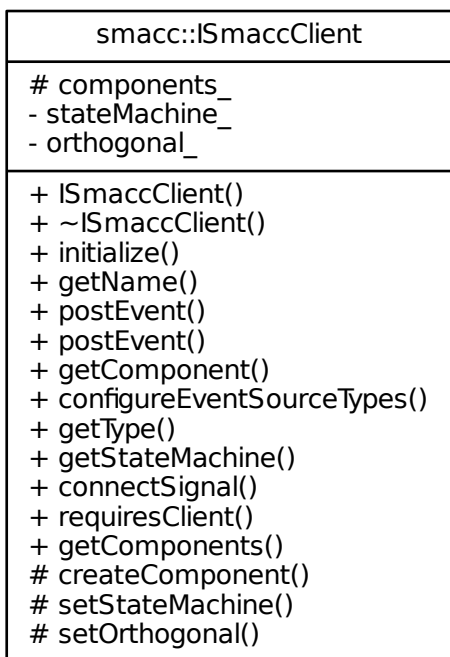 smacc::ISmaccClient
# components_
- stateMachine_
- orthogonal_
+ ISmaccClient()
+ ~ISmaccClient()
+ initialize()
+ getName()
+ postEvent()
+ postEvent()
+ getComponent()
+ configureEventSourceTypes()
+ getType()
+ getStateMachine()
+ connectSignal()
+ requiresClient()
+ getComponents()
# createComponent()
# setStateMachine()
# setOrthogonal()